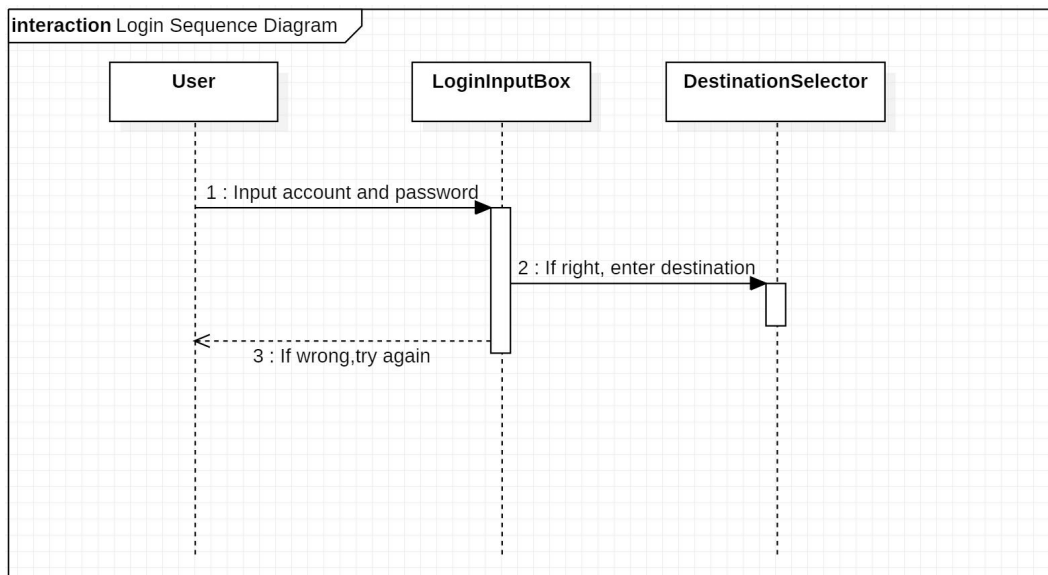 interaction Login Sequence Diagram
User
LoginInputBox
DestinationSelector
1 : Input account and password
2 : If right, enter destination
3 : If wrong,try again